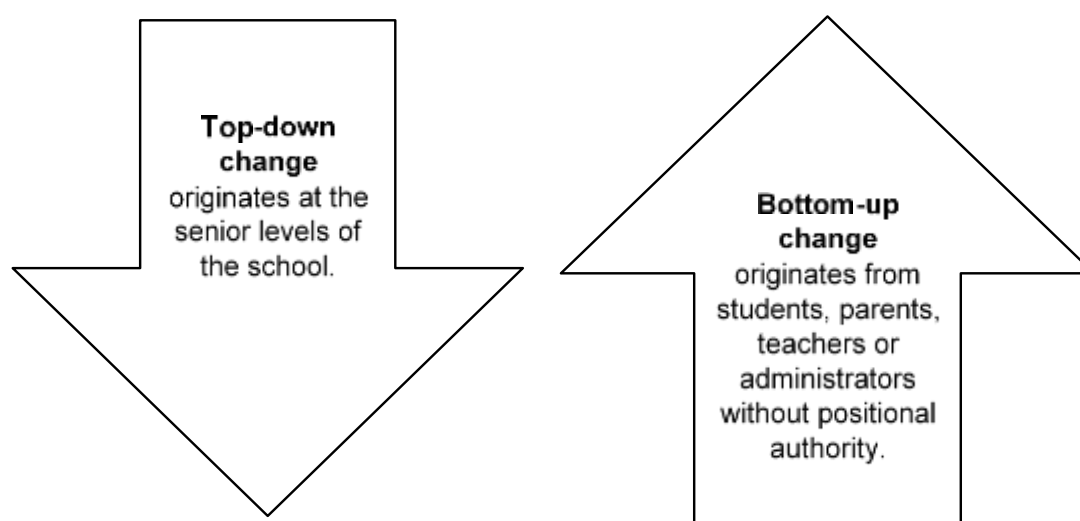 Top-down
change
originates at the
senior levels of
the school.
Bottom-up
change
originates from
students, parents,
teachers or
administrators
without positional
authority.